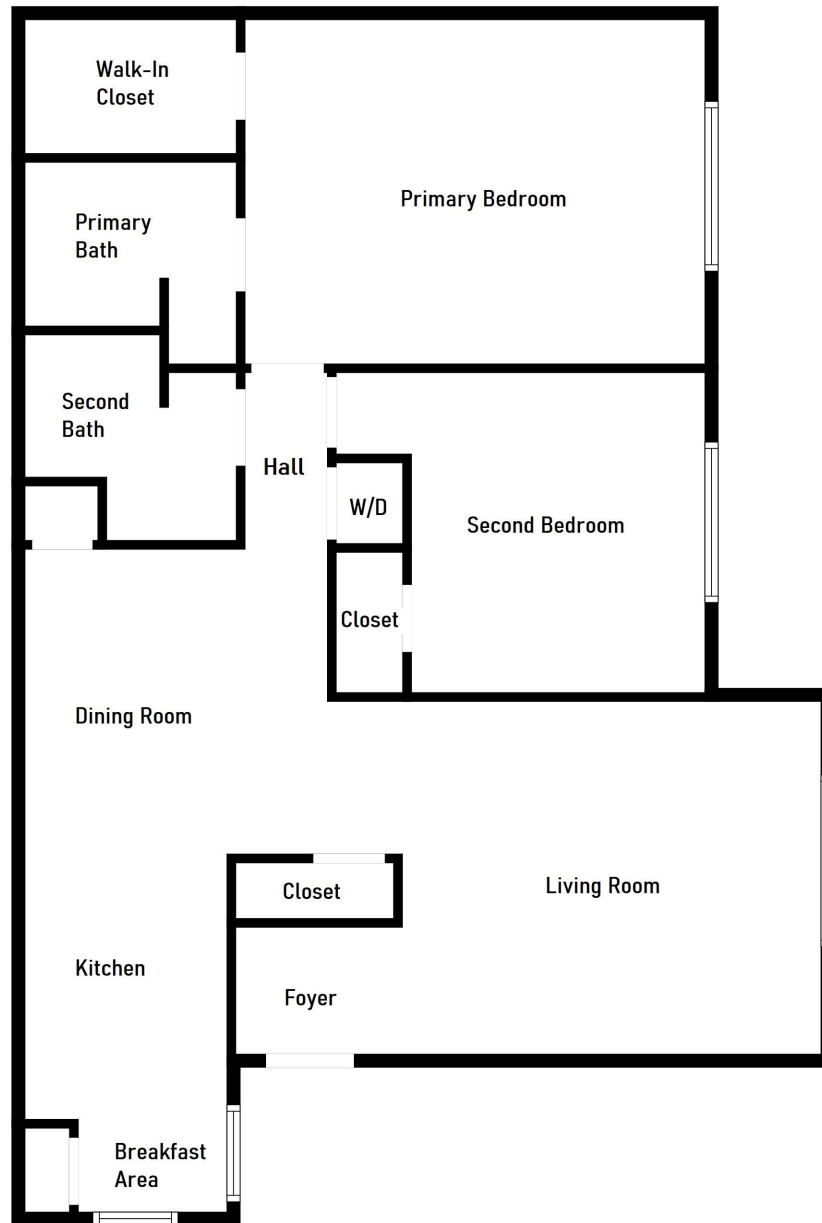 Walk-In
Closet
Primary Bedroom
Primary
Bath
Second
Bath
Hall
W/D
Second Bedroom
Closet
Dining Room
Closet
Living Room
Kitchen
Foyer
Breakfast
Area